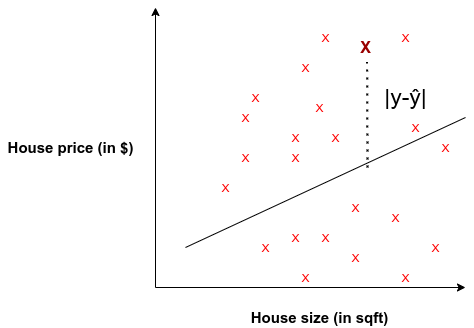 X
|y-ŷ|
House price (in $)
House size (in sqft)